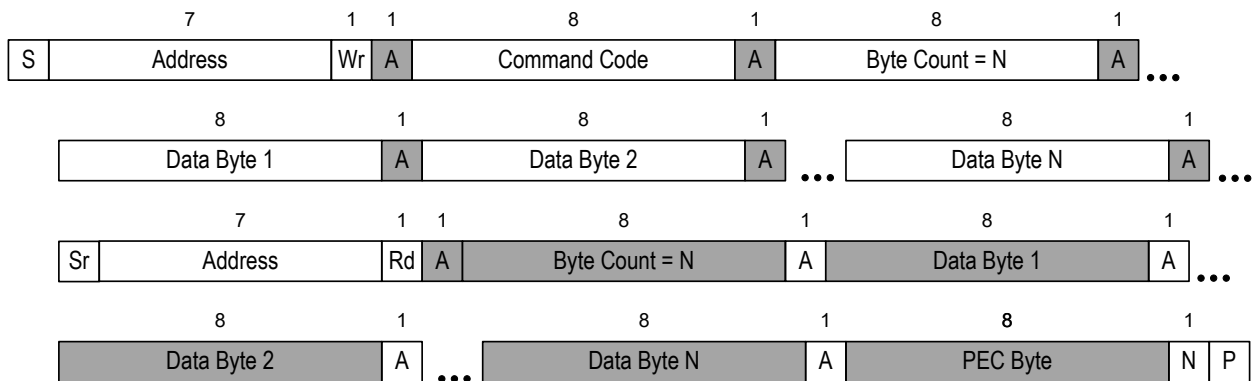 7 1 1 8 1 8 1
S Address Wr A Command Code A Byte Count = N A ...
8 1 8 1 8 1
Data Byte 1 A Data Byte 2 A ... Data Byte N A ...
7 1 1 8 1 8 1
Sr Address Rd A Byte Count = N A Data Byte 1 A ...
8 1 8 1 8 1
Data Byte 2 A ... Data Byte N A PEC Byte N P